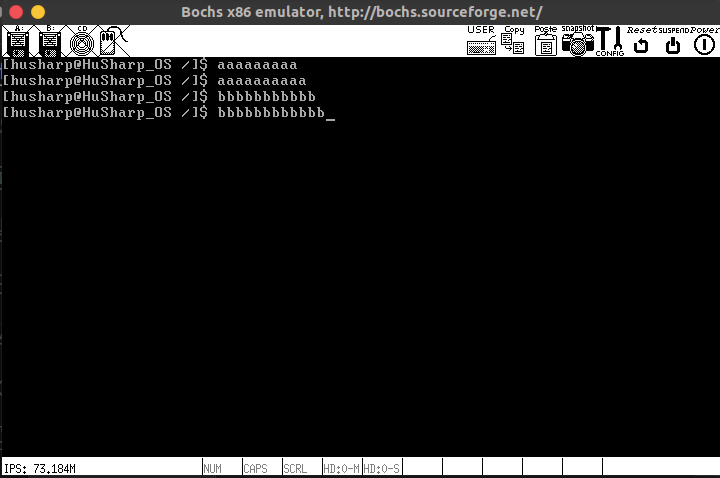 Bochs x86 emulator, http://bochs.sourceforge.net/
A: B: CD USER Copy Paste snapshot CONFIG Reset SUSPEND Power
[husharp@HuSharp_OS /]$ aaaaaaaaa
[husharp@HuSharp_OS /]$ aaaaaaaaaa
[husharp@HuSharp_OS /]$ bbbbbbbbbbb
[husharp@HuSharp_OS /]$ bbbbbbbbbbbb_
IPS: 73.184M NUM CAPS SCRL HD:0-M HD:0-S